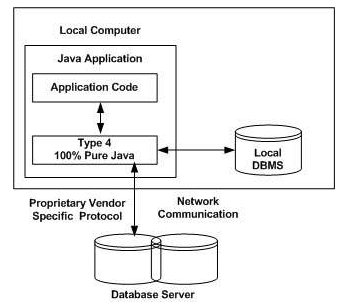 Local Computer
Java Application
Application Code
Type 4
100% Pure Java
Local
DBMS
Proprietary Vendor
Specific Protocol
Network
Communication
Database Server